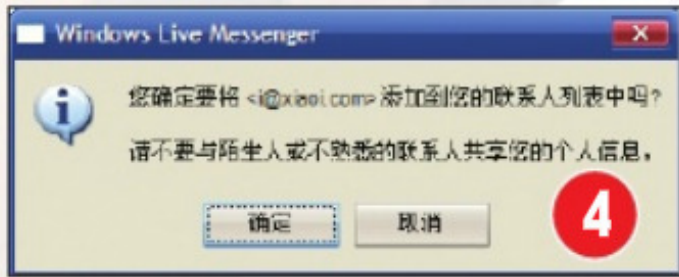 Windows Live Messenger
您确定要将 <i@xiaoi.com> 添加到您的联系人列表中吗?
请不要与陌生人或不熟悉的联系人共享您的个人信息。
确定
取消
4